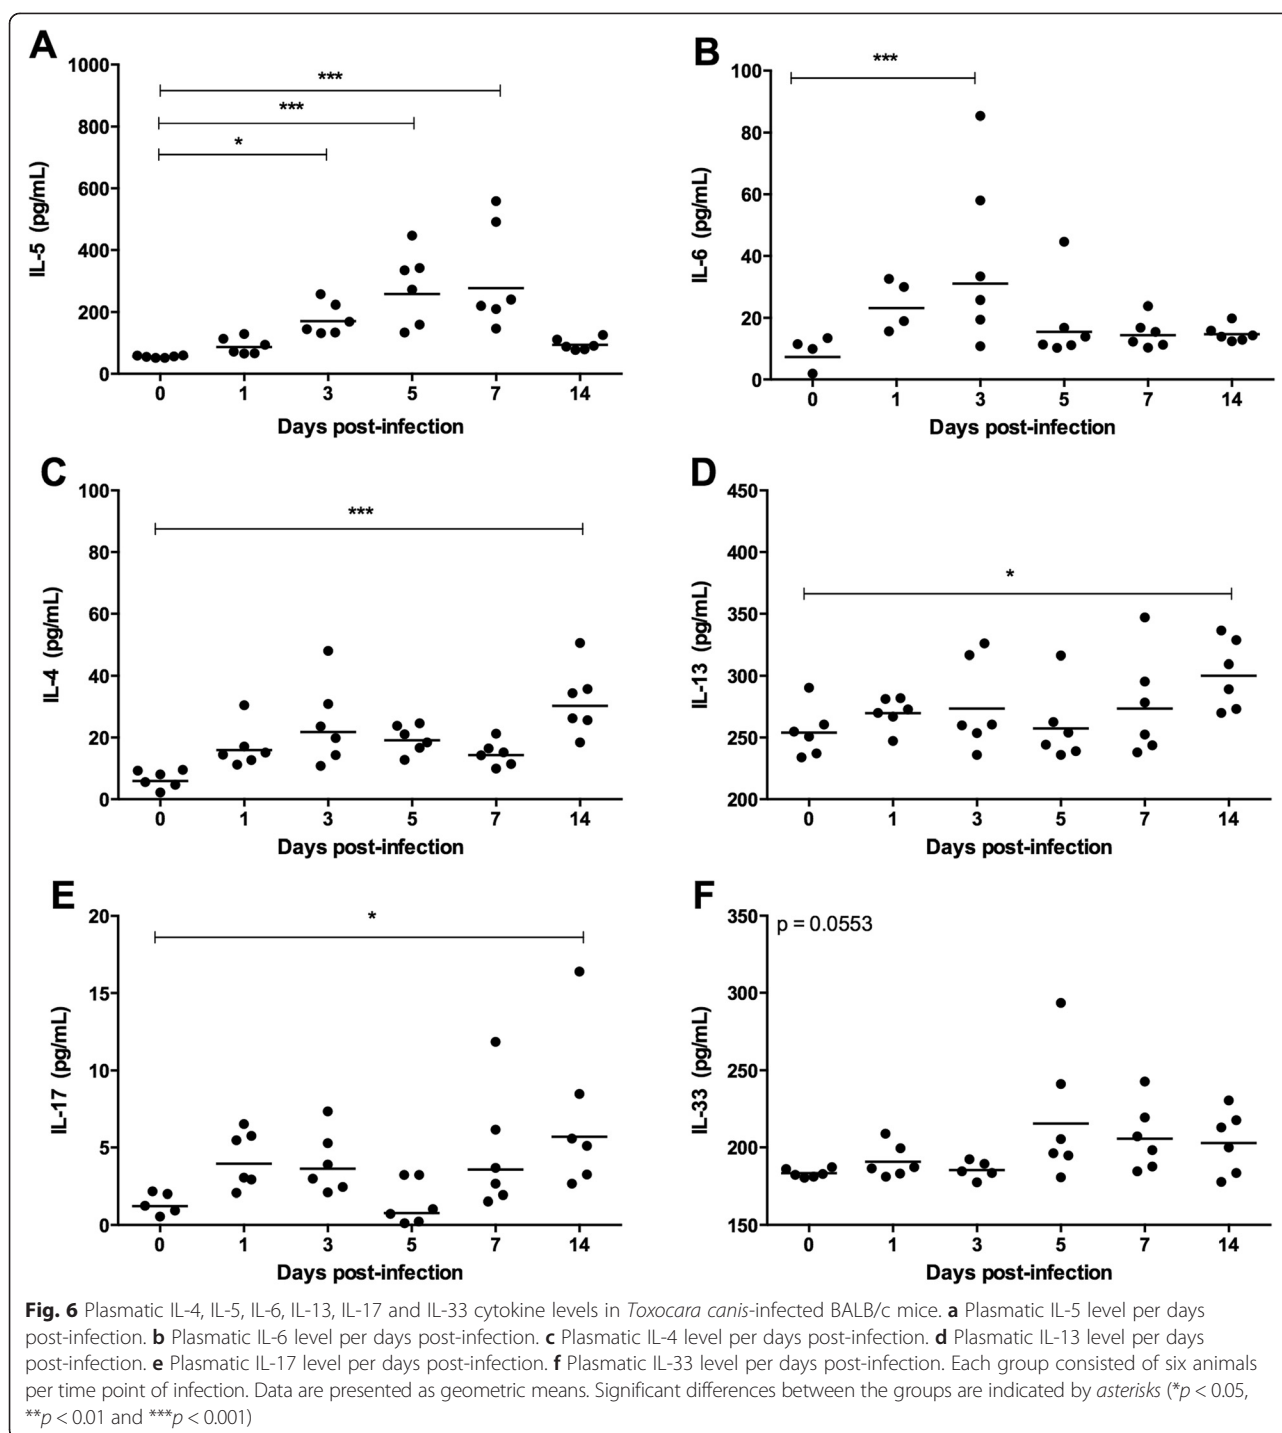 A
1000
800
600
400
200
0
IL-5 (pg/mL)
***
***
*
0 1 3 5 7 14
Days post-infection
B
100
80
60
40
20
0
IL-6 (pg/mL)
***
0 1 3 5 7 14
Days post-infection
C
100
80
60
40
20
0
IL-4 (pg/mL)
***
0 1 3 5 7 14
Days post-infection
D
450
400
350
300
250
200
IL-13 (pg/mL)
*
0 1 3 5 7 14
Days post-infection
E
20
15
10
5
0
IL-17 (pg/mL)
*
0 1 3 5 7 14
Days post-infection
F
350
300
250
200
150
IL-33 (pg/mL)
p = 0.0553
0 1 3 5 7 14
Days post-infection
Fig. 6 Plasmatic IL-4, IL-5, IL-6, IL-13, IL-17 and IL-33 cytokine levels in Toxocara canis-infected BALB/c mice. a Plasmatic IL-5 level per days
post-infection. b Plasmatic IL-6 level per days post-infection. c Plasmatic IL-4 level per days post-infection. d Plasmatic IL-13 level per days
post-infection. e Plasmatic IL-17 level per days post-infection. f Plasmatic IL-33 level per days post-infection. Each group consisted of six animals
per time point of infection. Data are presented as geometric means. Significant differences between the groups are indicated by asterisks (*p < 0.05,
**p < 0.01 and ***p < 0.001)